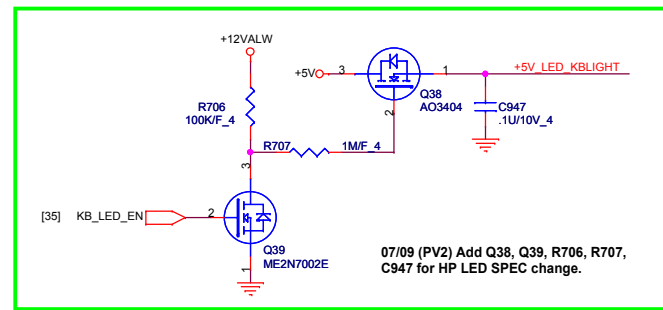 +12VALW
+5V
3
1
+5V_LED_KBLIGHT
R706
100K/F_4
Q38
AO3404
2
C947
.1U/10V_4
R707
1M/F_4
3
[35]
KB_LED_EN
2
Q39
ME2N7002E
1
07/09 (PV2) Add Q38, Q39, R706, R707,
C947 for HP LED SPEC change.